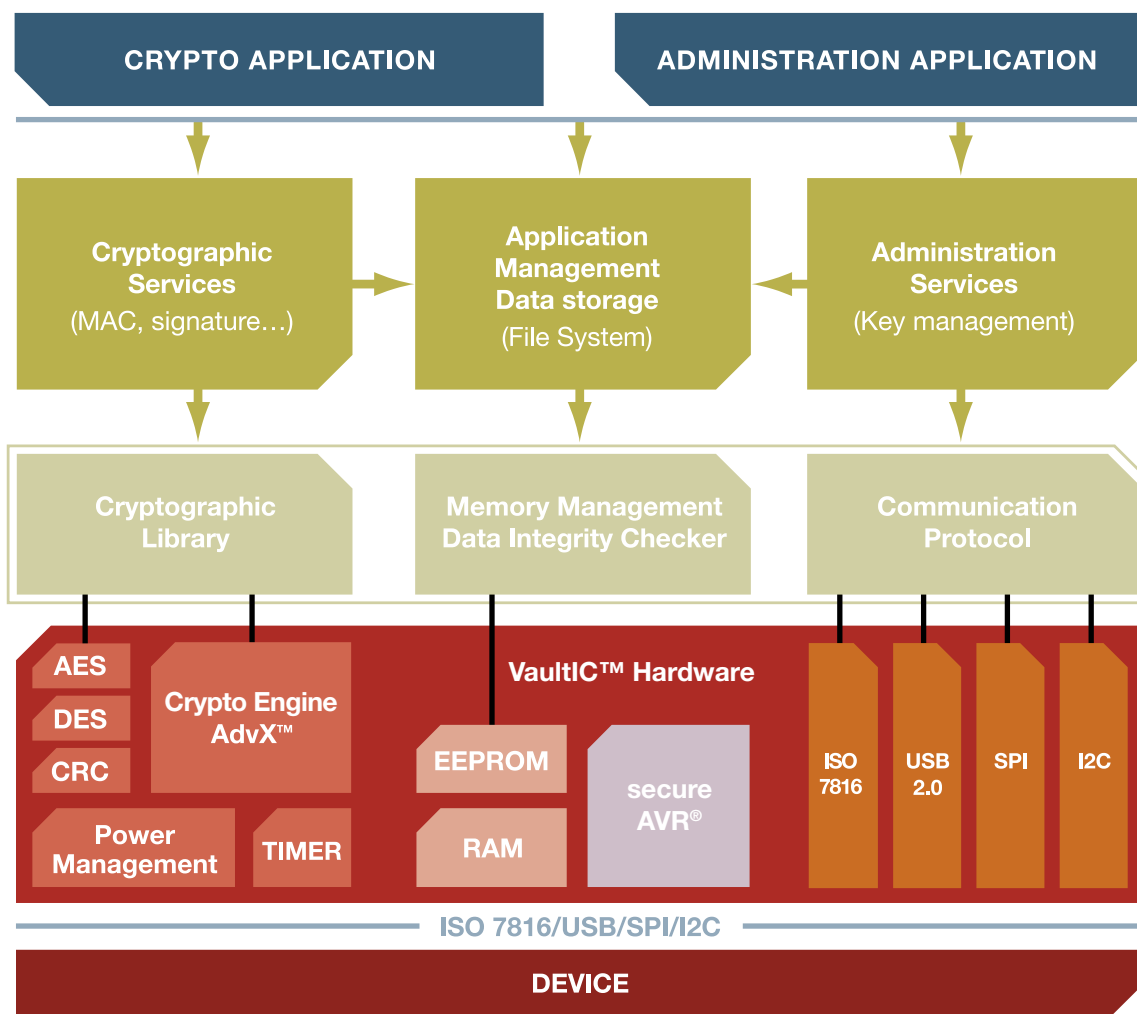 CRYPTO APPLICATION
ADMINISTRATION APPLICATION
Cryptographic
Services
(MAC, signature…)
Application
Management
Data storage
(File System)
Administration
Services
(Key management)
Cryptographic
Library
Memory Management
Data Integrity Checker
Communication
Protocol
VaultIC™ Hardware
AES
DES
CRC
Crypto Engine
AdvX™
Power
Management
TIMER
EEPROM
RAM
secure
AVR®
ISO
7816
USB
2.0
SPI
I2C
ISO 7816/USB/SPI/I2C
DEVICE